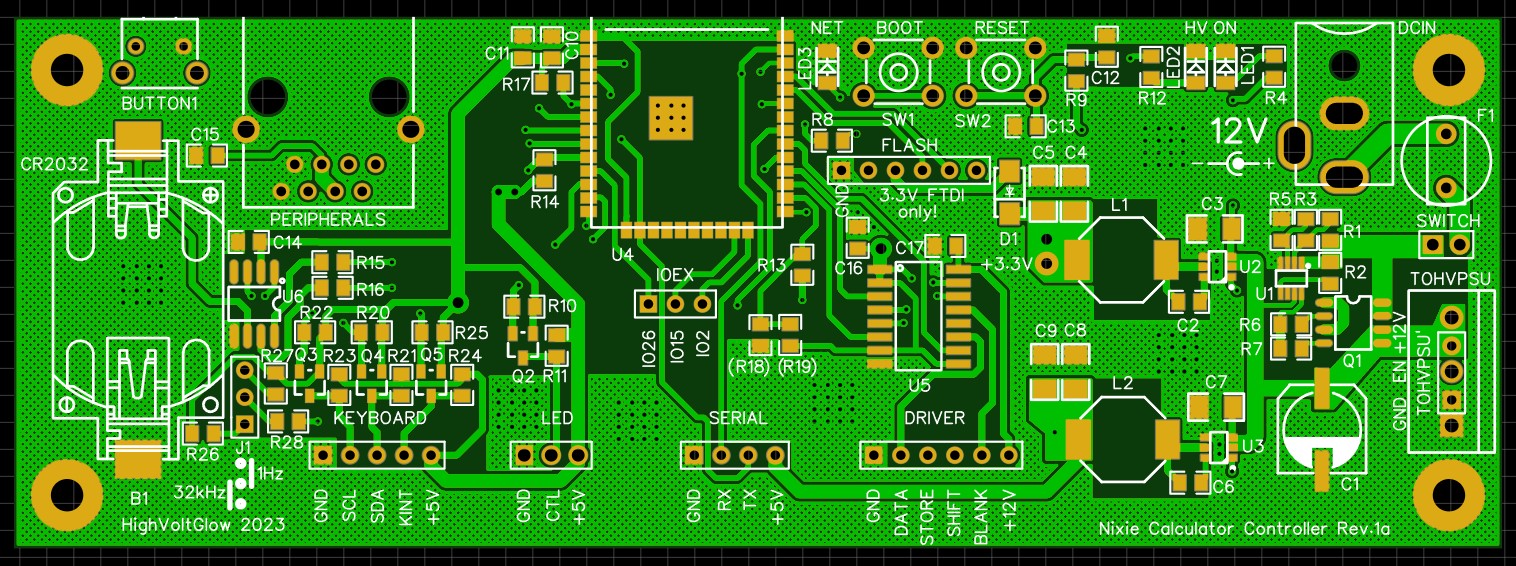 NET
BOOT
RESET
HV ON
DCIN
C11
C10
R17
LED3
LED2
LED1
C12
R9
R12
R4
BUTTON1
SW1
SW2
C13
F1
12V
- +
C15
CR2032
R8
FLASH
C5 C4
GND
3.3V FTDI
only!
R14
PERIPHERALS
D1
L1
C3
R5 R3
R1
SWITCH
C14
U4
C17
C16
+3.3V
R13
IOEX
U2
U1
R2
TOHVPSU
R15
R16
U6
R22
R20
R25
R10
C2
R6
R7
Q1
C9 C8
IO26
IO15
IO2
(R18) (R19)
R27
Q3
R23
Q4
R21
Q5
R24
Q2
R11
U5
L2
C7
GND EN +12V
TOHVPSU'
KEYBOARD
LED
SERIAL
DRIVER
R28
R26
J1
U3
1Hz
32kHz
B1
C6
C1
GND
SCL
SDA
KINT
+5V
GND
CTL
+5V
GND
RX
TX
+5V
GND
DATA
STORE
SHIFT
BLANK
+12V
HighVoltGlow 2023
Nixie Calculator Controller Rev.1a